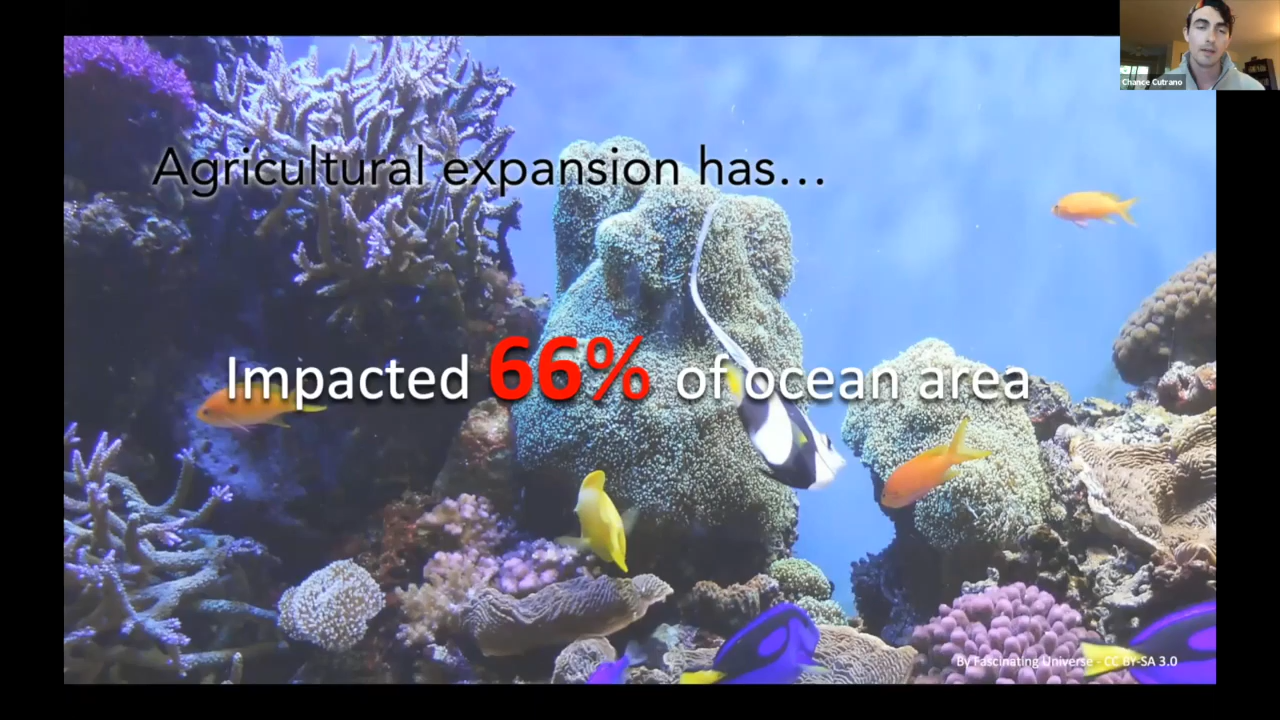 Chance Cutrano
Agricultural expansion has...
Impacted 66% of ocean area
By Fascinating Universe - CC BY-SA 3.0